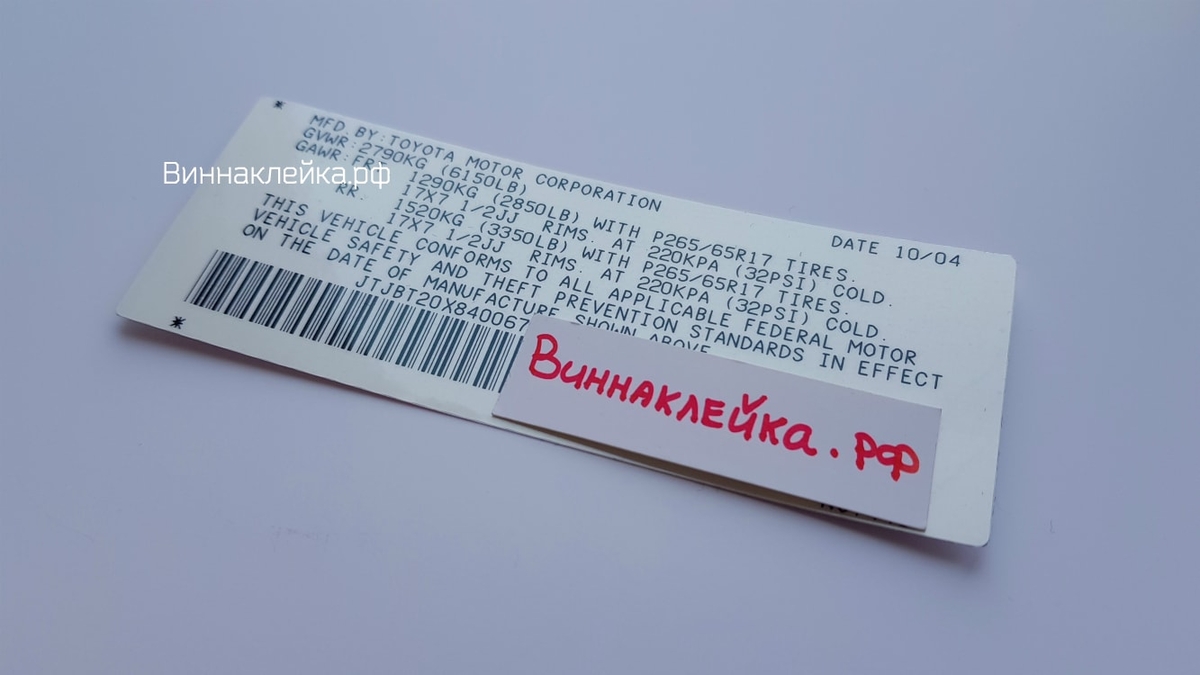 MFD. BY: TOYOTA MOTOR CORPORATION
DATE 10/04
GVWR: 2790KG (6150LB)
GAWR: FR. 1290KG (2850LB) WITH P265/65R17 TIRES.
17X7 1/2JJ RIMS. AT 220KPA (32PSI) COLD.
RR. 1520KG (3350LB) WITH P265/65R17 TIRES.
17X7 1/2JJ RIMS. AT 220KPA (32PSI) COLD.
THIS VEHICLE CONFORMS TO ALL APPLICABLE FEDERAL MOTOR
VEHICLE SAFETY AND THEFT PREVENTION STANDARDS IN EFFECT
ON THE DATE OF MANUFACTURE SHOWN ABOVE
JTJBT20X840067
Виннаклейка.рф
Виннаклейка.рф